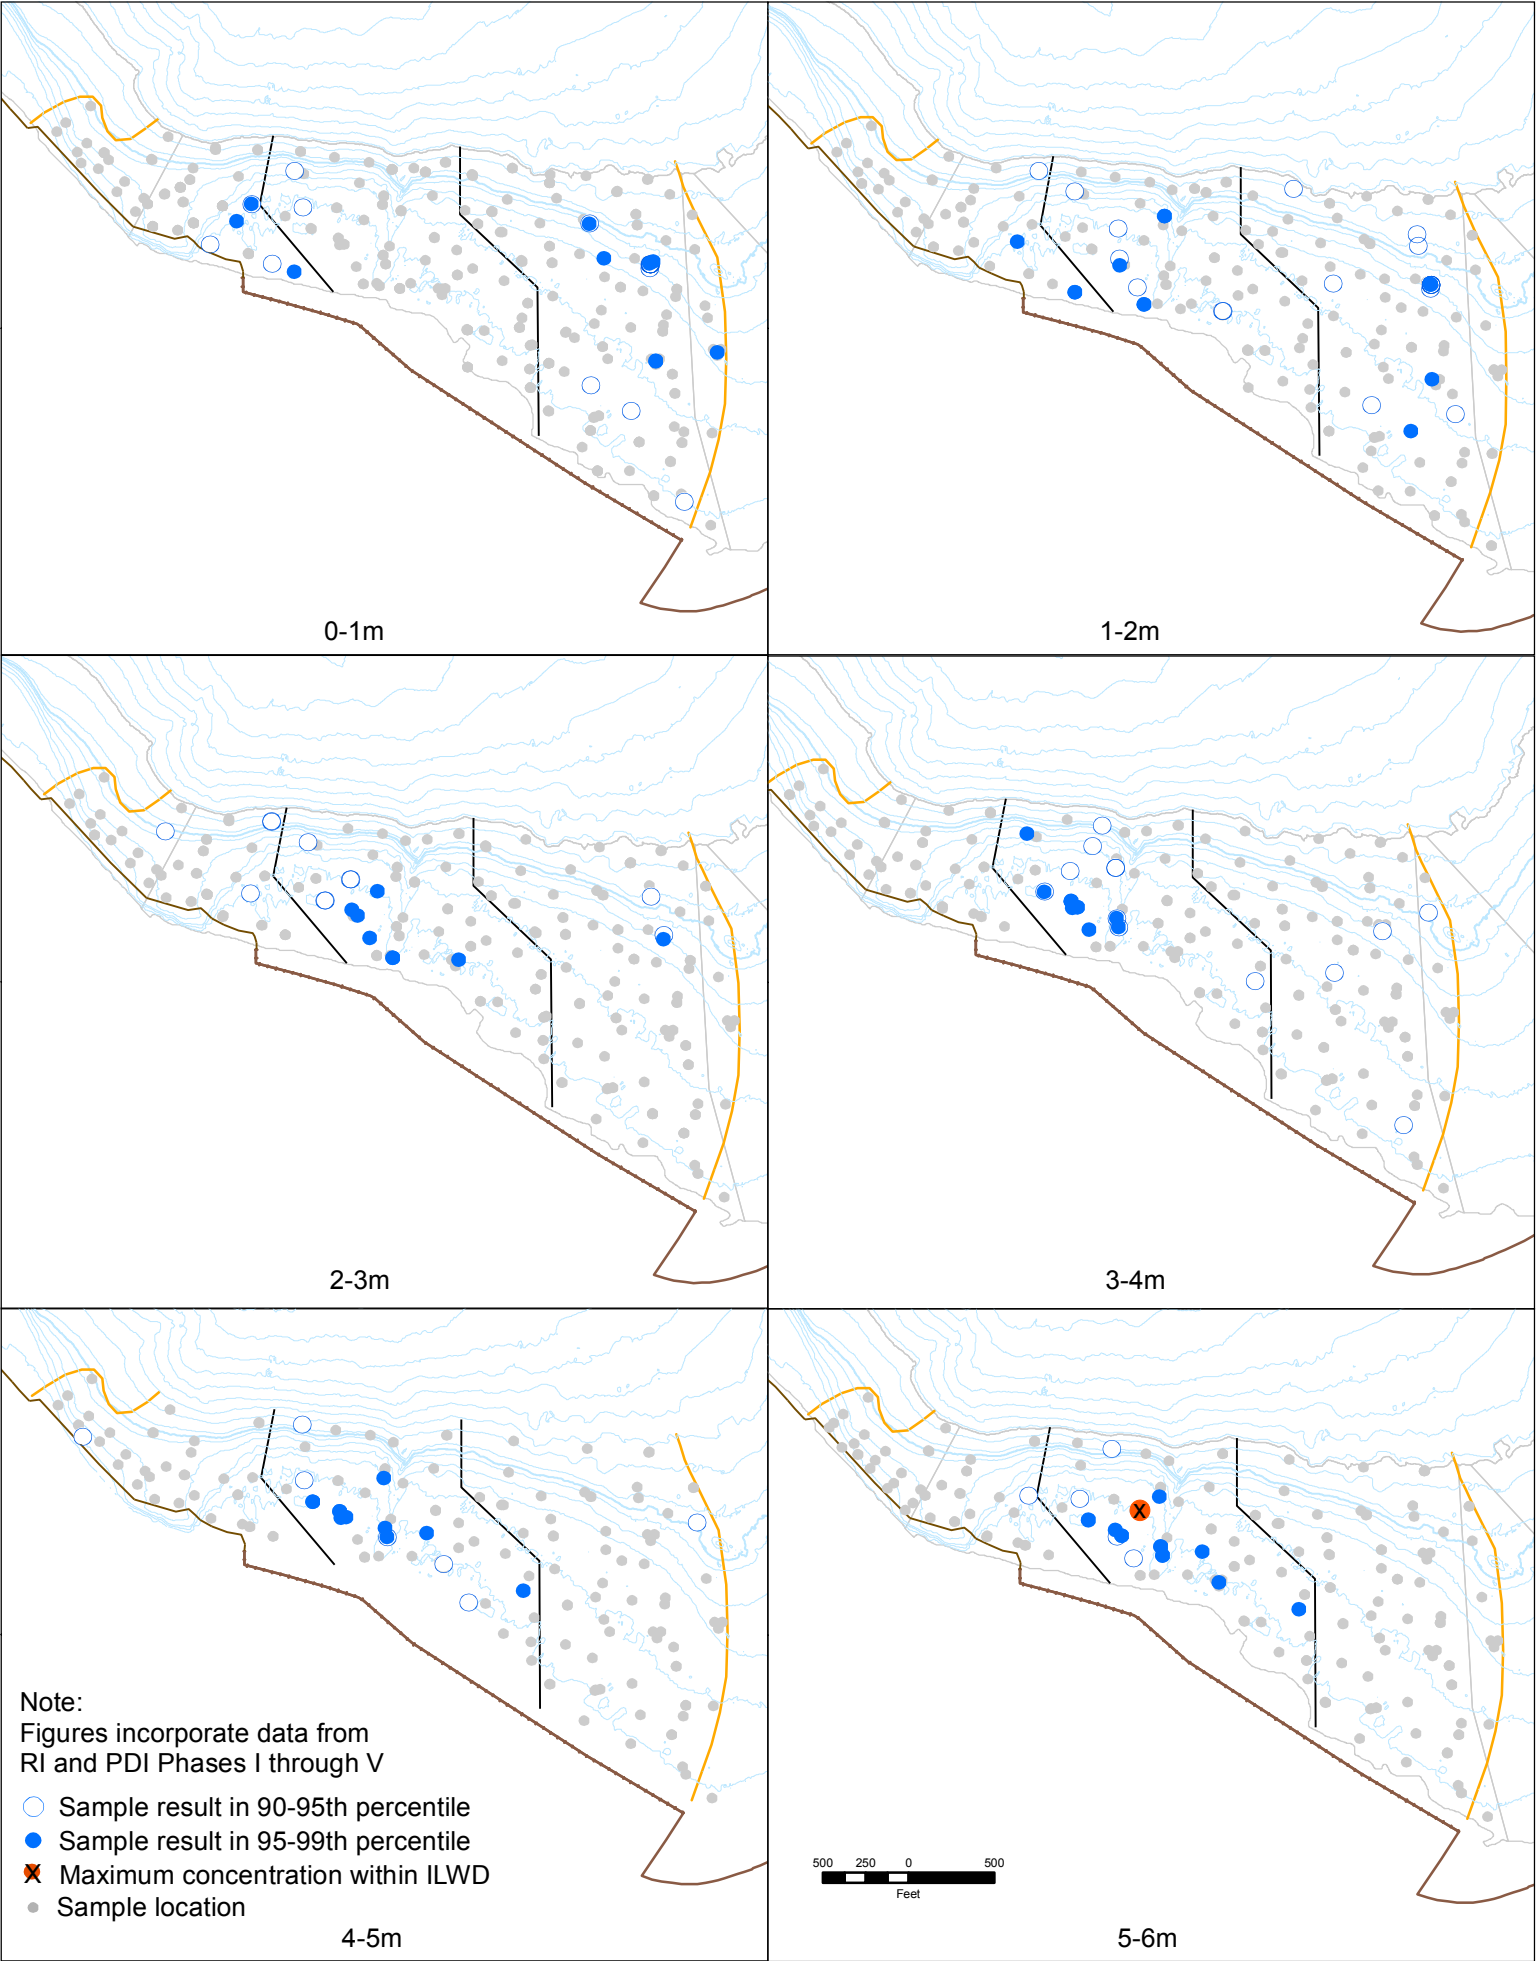 0-1m
1-2m
2-3m
3-4m
Note:
Figures incorporate data from
RI and PDI Phases I through V
Sample result in 90-95th percentile
Sample result in 95-99th percentile
X Maximum concentration within ILWD
Sample location
4-5m
X
500 250 0 500
Feet
5-6m